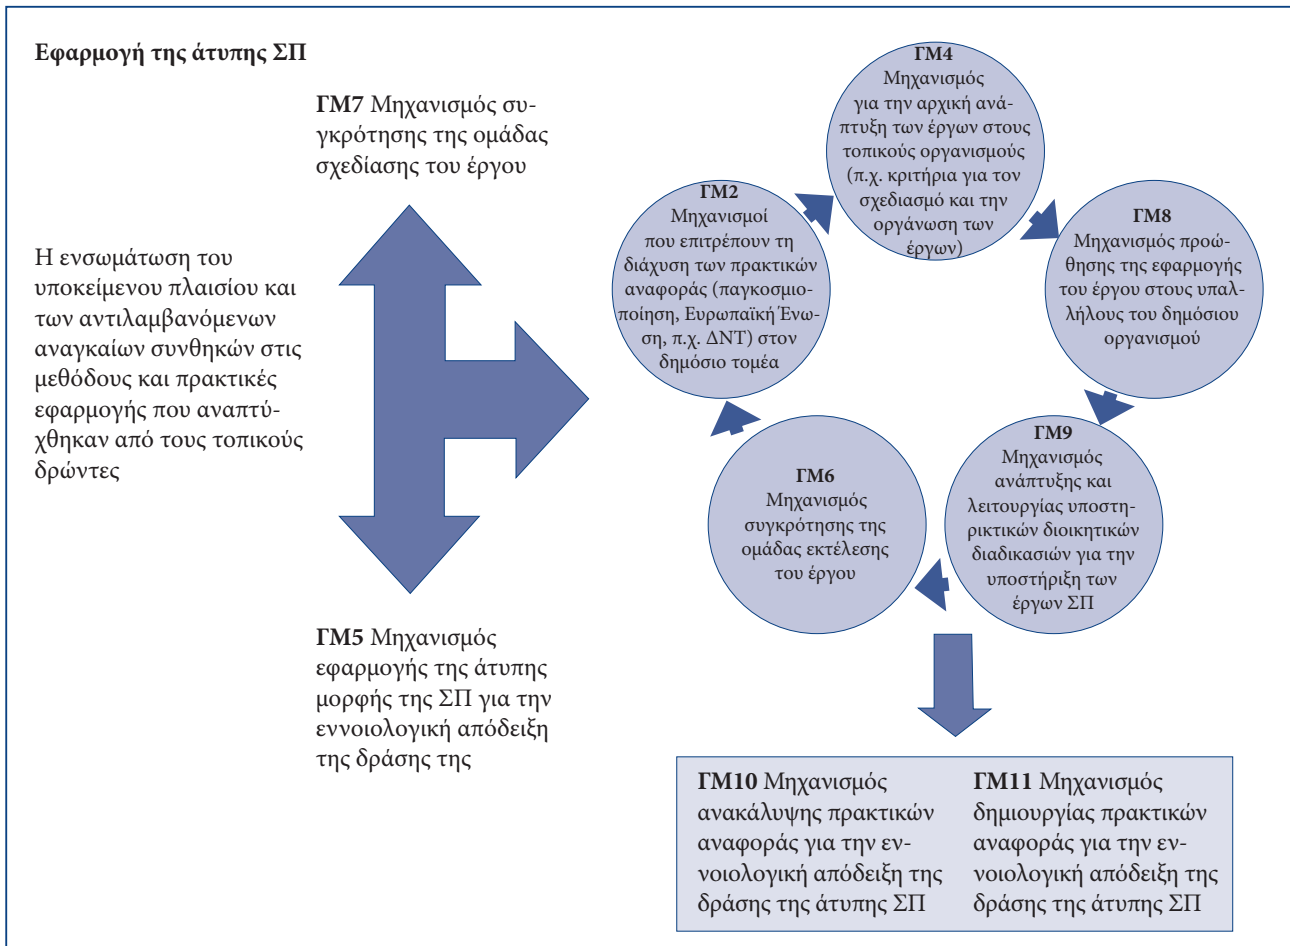 Εφαρμογή της άτυπης ΣΠ
ΓΜ7 Μηχανισμός συ-
γκρότησης της ομάδας
σχεδίασης του έργου
Η ενσωμάτωση του
υποκείμενου πλαισίου και
των αντιλαμβανόμενων
αναγκαίων συνθηκών στις
μεθόδους και πρακτικές
εφαρμογής που αναπτύ-
χθηκαν από τους τοπικούς
δρώντες
ΓΜ5 Μηχανισμός
εφαρμογής της άτυπης
μορφής της ΣΠ για την
εννοιολογική απόδειξη
της δράσης της
ΓΜ4
Μηχανισμός
για την αρχική ανά-
πτυξη των έργων στους
τοπικούς οργανισμούς
(π.χ. κριτήρια για τον
σχεδιασμό και την
οργάνωση των
έργων)
ΓΜ2
Μηχανισμοί
που επιτρέπουν τη
διάχυση των πρακτικών
αναφοράς (παγκοσμιο-
ποίηση, Ευρωπαϊκή Ένω-
ση, π.χ. ΔΝΤ) στον
δημόσιο τομέα
ΓΜ8
Μηχανισμός προώ-
θησης της εφαρμογής
του έργου στους υπαλ-
λήλους του δημόσιου
οργανισμού
ΓΜ9
Μηχανισμός
ανάπτυξης και
λειτουργίας υποστη-
ρικτικών διοικητικών
διαδικασιών για την
υποστήριξη των
έργων ΣΠ
ΓΜ6
Μηχανισμός
συγκρότησης της
ομάδας εκτέλεσης
του έργου
ΓΜ10 Μηχανισμός
ανακάλυψης πρακτικών
αναφοράς για την εν-
νοιολογική απόδειξη της
δράσης της άτυπης ΣΠ
ΓΜ11 Μηχανισμός
δημιουργίας πρακτικών
αναφοράς για την εν-
νοιολογική απόδειξη της
δράσης της άτυπης ΣΠ